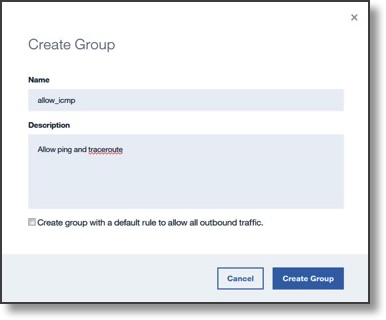 Create Group
Name
allow_icmp
Description
Allow ping and traceroute
Create group with a default rule to allow all outbound traffic.
Cancel
Create Group